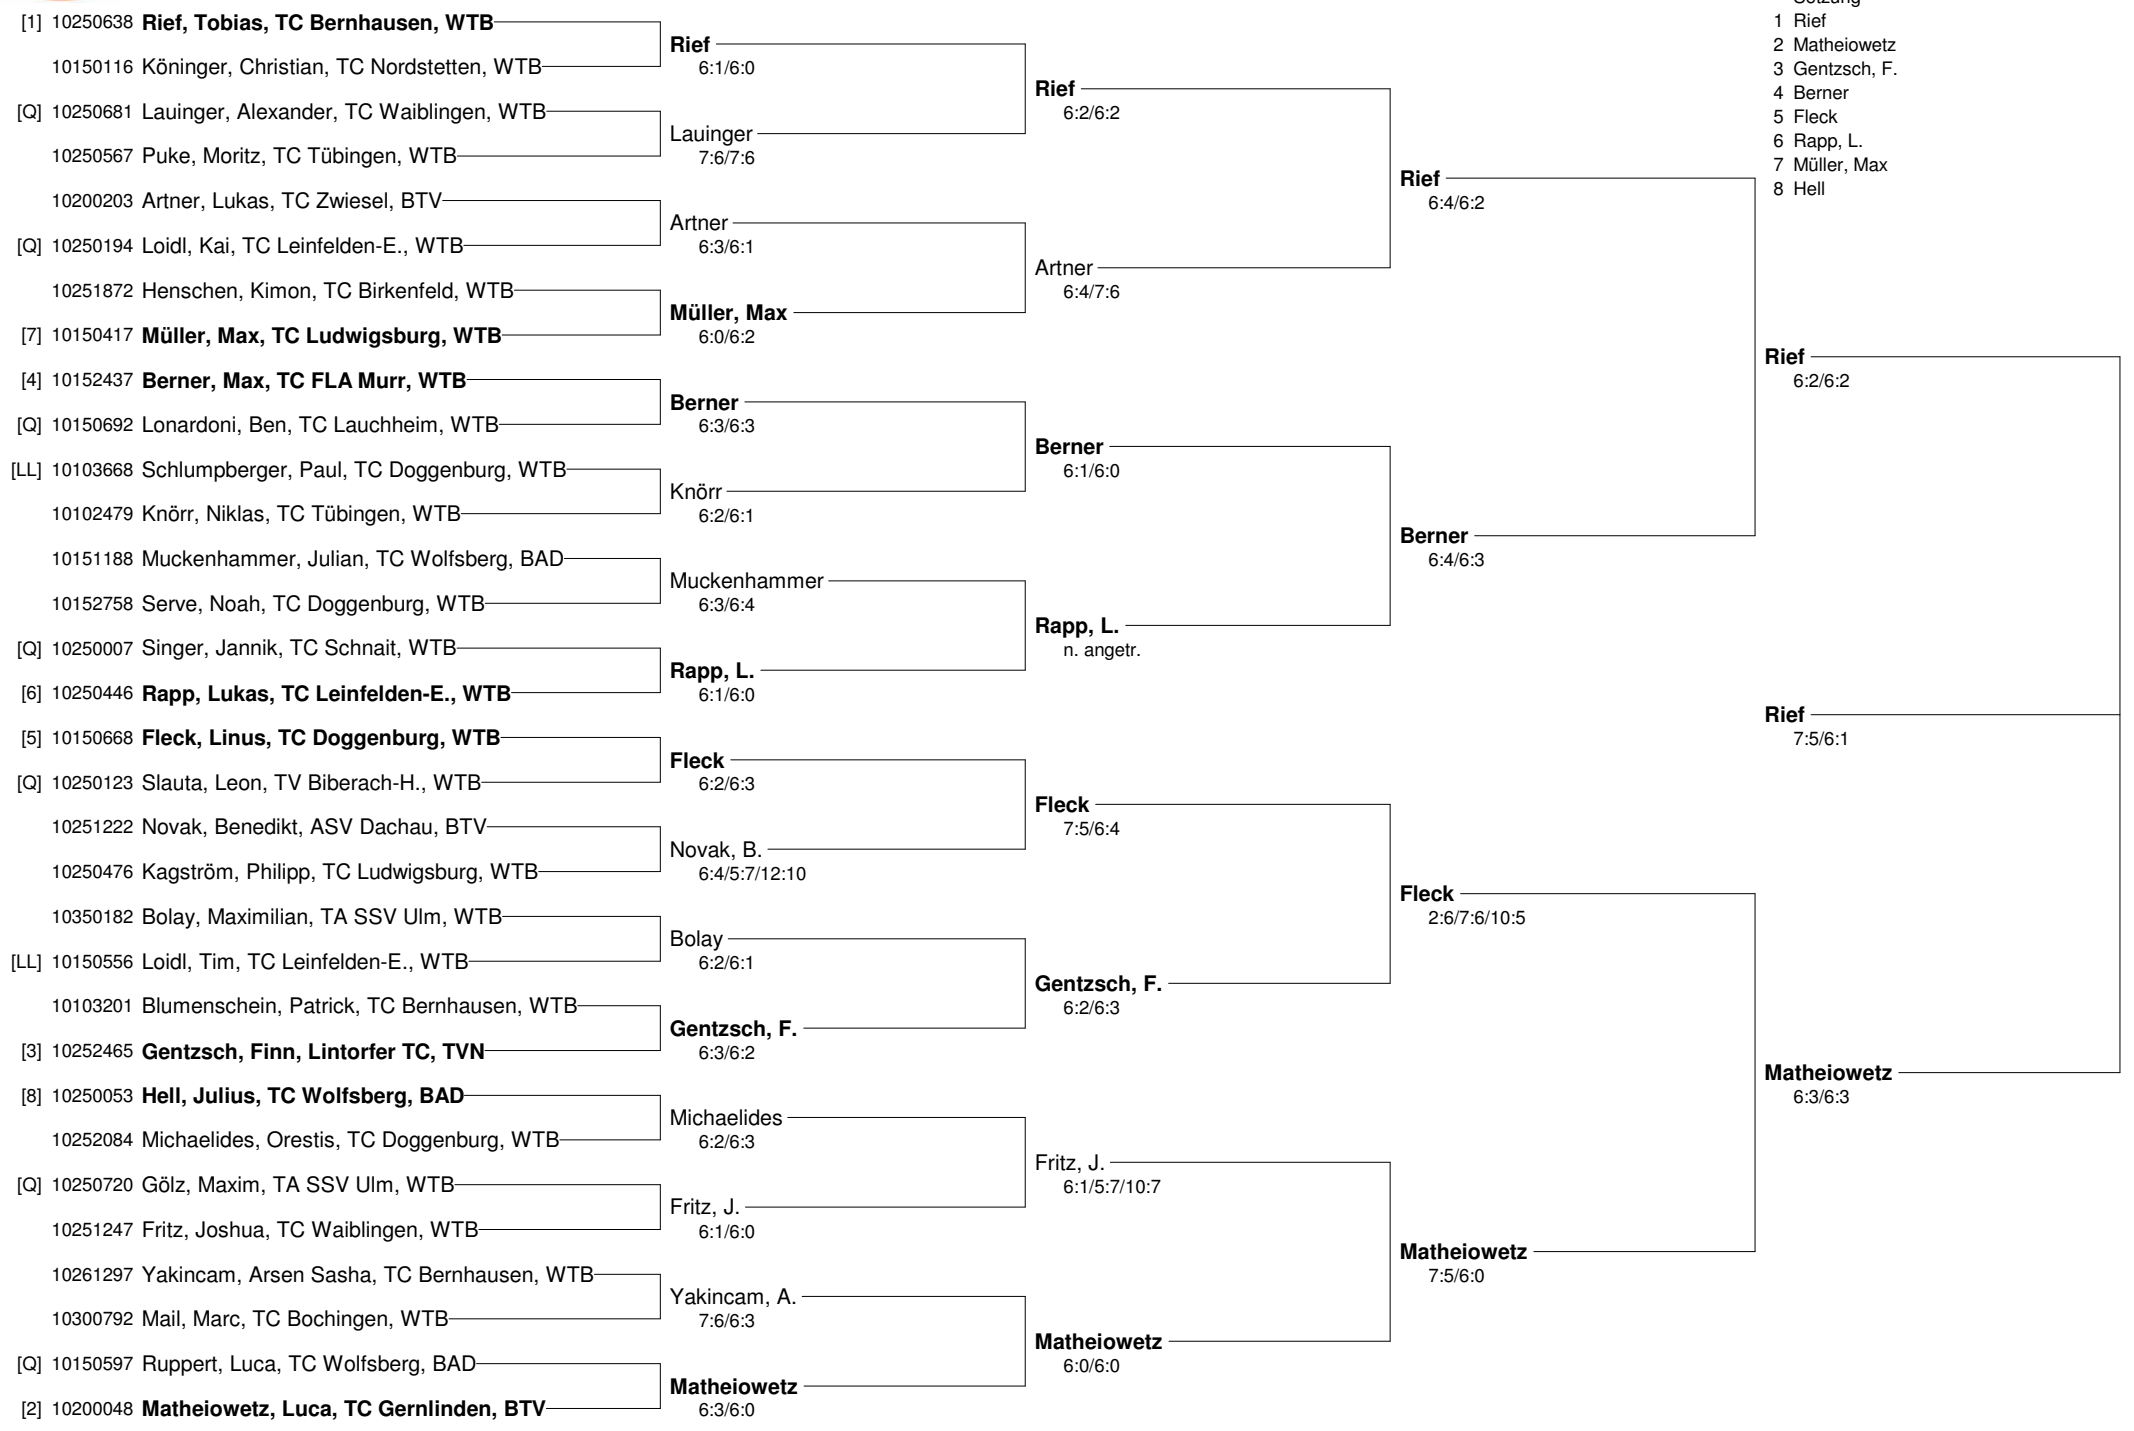 [1] 10250638 Rief, Tobias, TC Bernhausen, WTB
10150116 Köninger, Christian, TC Nordstetten, WTB
[Q] 10250681 Lauinger, Alexander, TC Waiblingen, WTB
10250567 Puke, Moritz, TC Tübingen, WTB
10200203 Artner, Lukas, TC Zwiesel, BTV
[Q] 10250194 Loidl, Kai, TC Leinfelden-E., WTB
10251872 Henschen, Kimon, TC Birkenfeld, WTB
[7] 10150417 Müller, Max, TC Ludwigsburg, WTB
[4] 10152437 Berner, Max, TC FLA Murr, WTB
[Q] 10150692 Lonardoni, Ben, TC Lauchheim, WTB
[LL] 10103668 Schlumpberger, Paul, TC Doggenburg, WTB
10102479 Knörr, Niklas, TC Tübingen, WTB
10151188 Muckenhammer, Julian, TC Wolfsberg, BAD
10152758 Serve, Noah, TC Doggenburg, WTB
[Q] 10250007 Singer, Jannik, TC Schnait, WTB
[6] 10250446 Rapp, Lukas, TC Leinfelden-E., WTB
[5] 10150668 Fleck, Linus, TC Doggenburg, WTB
[Q] 10250123 Slauta, Leon, TV Biberach-H., WTB
10251222 Novak, Benedikt, ASV Dachau, BTV
10250476 Kagström, Philipp, TC Ludwigsburg, WTB
10350182 Bolay, Maximilian, TA SSV Ulm, WTB
[LL] 10150556 Loidl, Tim, TC Leinfelden-E., WTB
10103201 Blumenschein, Patrick, TC Bernhausen, WTB
[3] 10252465 Gentzsch, Finn, Lintorfer TC, TVN
[8] 10250053 Hell, Julius, TC Wolfsberg, BAD
10252084 Michaelides, Orestis, TC Doggenburg, WTB
[Q] 10250720 Gölz, Maxim, TA SSV Ulm, WTB
10251247 Fritz, Joshua, TC Waiblingen, WTB
10261297 Yakincam, Arsen Sasha, TC Bernhausen, WTB
10300792 Mail, Marc, TC Bochingen, WTB
[Q] 10150597 Ruppert, Luca, TC Wolfsberg, BAD
[2] 10200048 Matheiowetz, Luca, TC Gernlinden, BTV
Rief
6:1/6:0
Lauinger
7:6/7:6
Artner
6:3/6:1
Müller, Max
6:0/6:2
Berner
6:3/6:3
Knörr
6:2/6:1
Muckenhammer
6:3/6:4
Rapp, L.
6:1/6:0
Fleck
6:2/6:3
Novak, B.
6:4/5:7/12:10
Bolay
6:2/6:1
Gentzsch, F.
6:3/6:2
Michaelides
6:2/6:3
Fritz, J.
6:1/6:0
Yakincam, A.
7:6/6:3
Matheiowetz
6:3/6:0
Rief
6:2/6:2
Artner
6:4/7:6
Berner
6:1/6:0
Rapp, L.
n. angetr.
Fleck
7:5/6:4
Gentzsch, F.
6:2/6:3
Fritz, J.
6:1/5:7/10:7
Matheiowetz
6:0/6:0
Rief
6:4/6:2
Berner
6:4/6:3
Fleck
2:6/7:6/10:5
Matheiowetz
7:5/6:0
Rief
6:2/6:2
Rief
7:5/6:1
Matheiowetz
6:3/6:3
Setzung
1 Rief
2 Matheiowetz
3 Gentzsch, F.
4 Berner
5 Fleck
6 Rapp, L.
7 Müller, Max
8 Hell